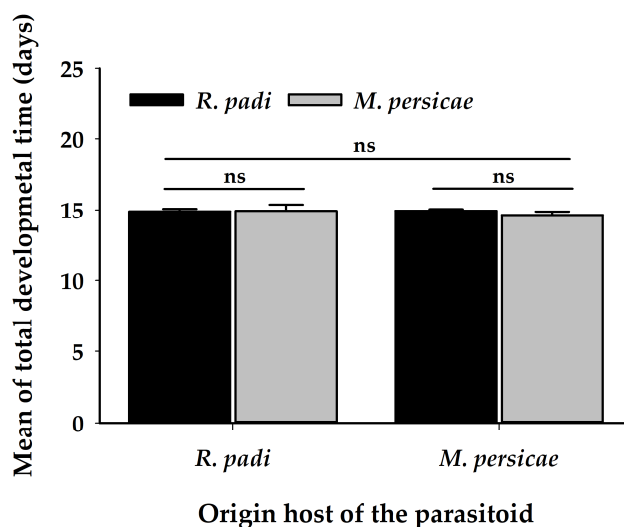 Mean of total developmetal time (days)
25
20
15
10
5
0
R. padi M. persicae
ns
ns ns
R. padi M. persicae
Origin host of the parasitoid